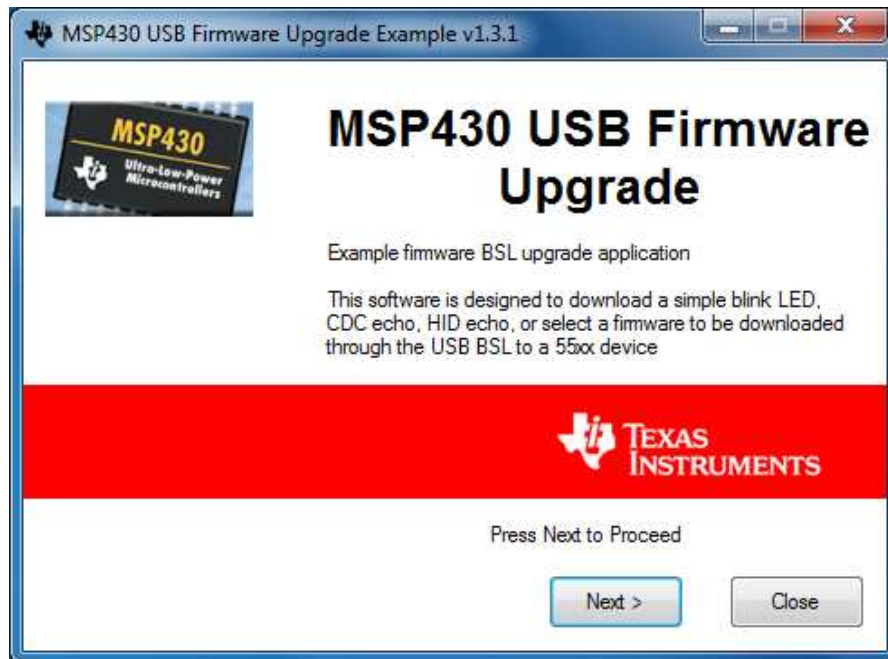 MSP430 USB Firmware Upgrade Example v1.3.1
MSP430
Ultra-Low-Power
Microcontrollers
MSP430 USB Firmware
Upgrade
Example firmware BSL upgrade application
This software is designed to download a simple blink LED,
CDC echo, HID echo, or select a firmware to be downloaded
through the USB BSL to a 55xx device
TEXAS
INSTRUMENTS
Press Next to Proceed
Next >
Close